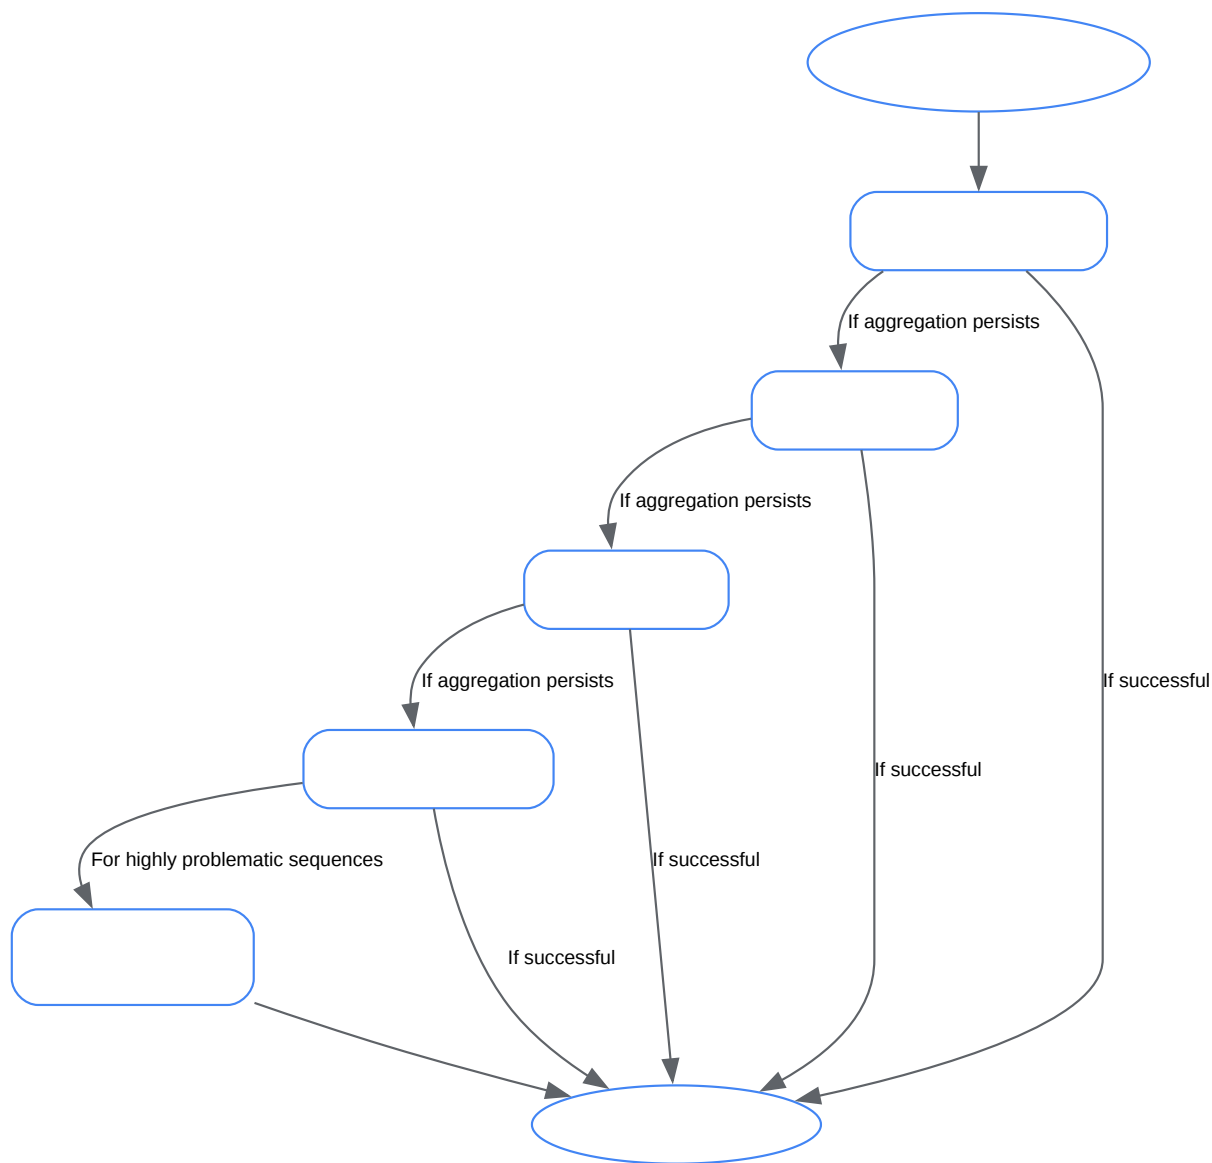 If aggregation persists
If aggregation persists
If aggregation persists
If successful
If successful
For highly problematic sequences
If successful
If successful